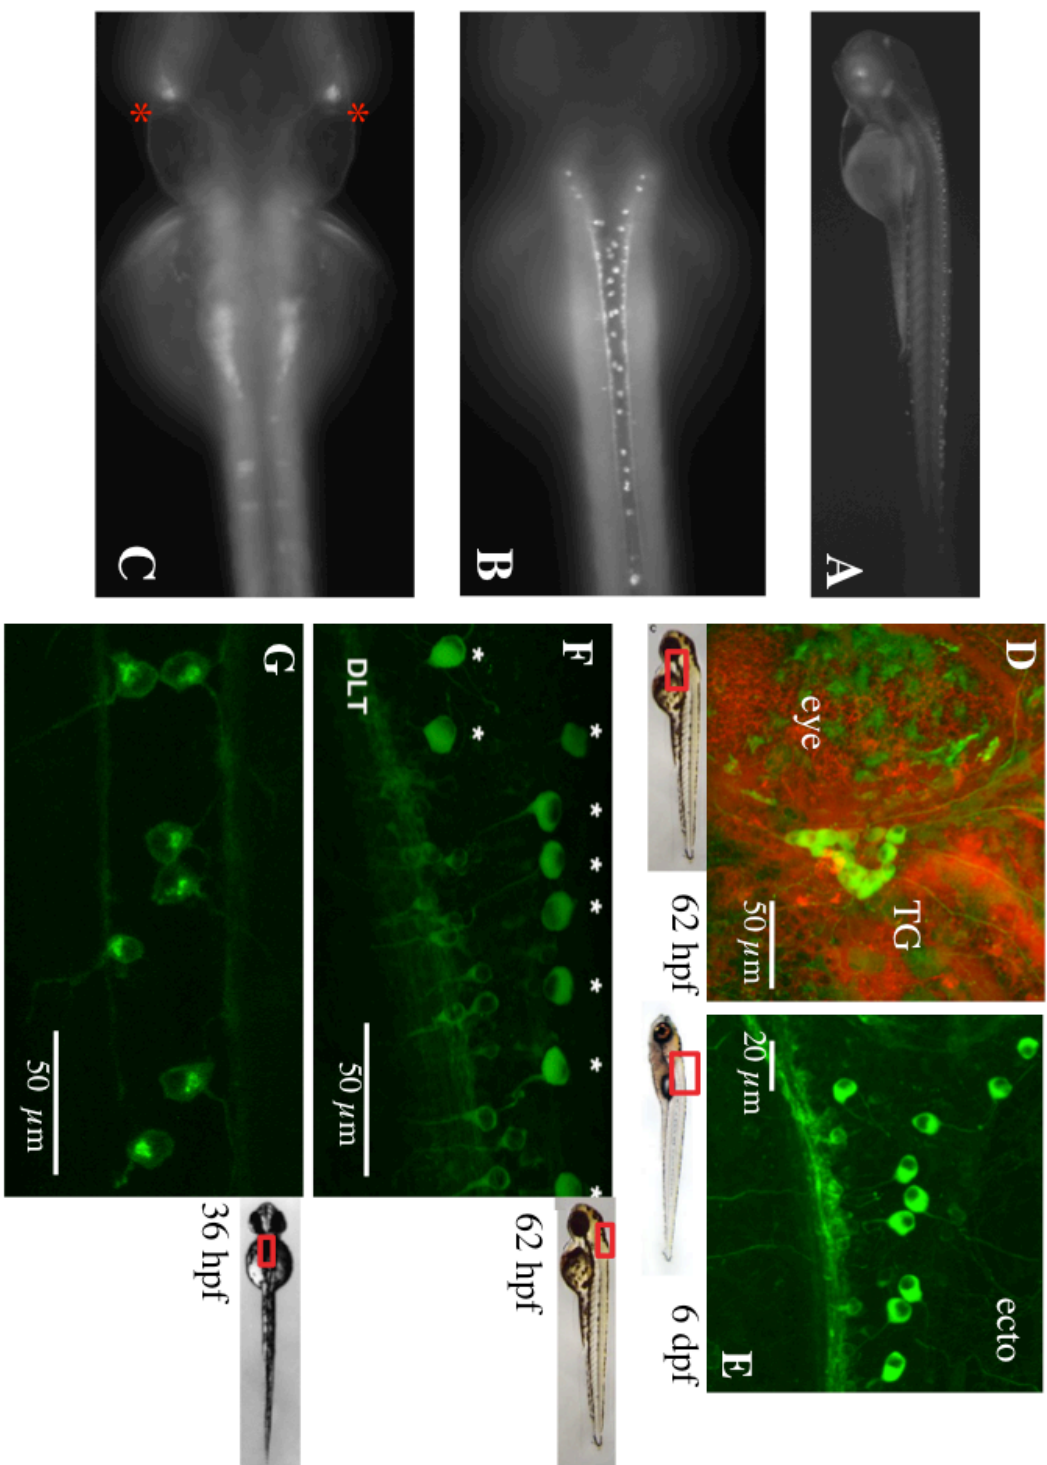 A
B
C
*
*
D
eye
TG
50 µm
62 hpf
E
ecto
20 µm
6 dpf
F
* * * * * * * * *
DLT
50 µm
62 hpf
G
50 µm
36 hpf
c